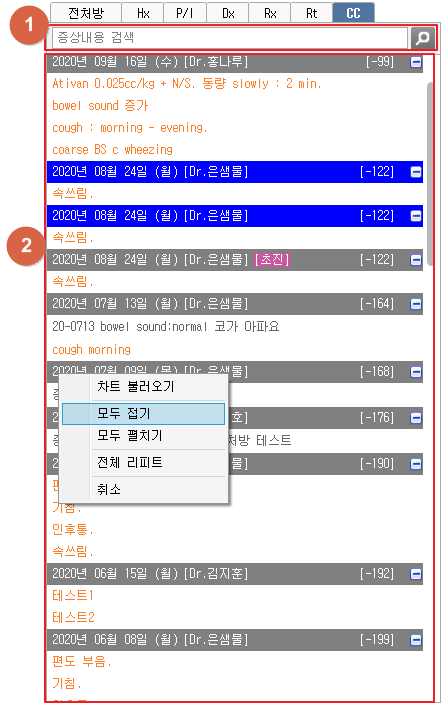 전처방 Hx P/I Dx Rx Rt CC
1
증상내용 검색
2020년 09월 16일 (수) [Dr.홍나루] [-99]
Ativan 0.025cc/kg + N/S. 동량 slowly : 2 min.
bowel sound 증가
cough : morning - evening.
coarse BS c wheezing
2020년 08월 24일 (월) [Dr.은샘물] [-122]
속쓰림.
2020년 08월 24일 (월) [Dr.은샘물] [-122]
속쓰림.
2
2020년 08월 24일 (월) [Dr.은샘물] [초진] [-122]
속쓰림.
2020년 07월 13일 (월) [Dr.은샘물] [-164]
20-0713 bowel sound:normal 코가 아파요
cough morning
2020년 07월 09일 (목) [Dr.은샘물] [-168]
차트 불러오기
모두 접기
호] [-176]
모두 펼치기
처방 테스트
전체 리피트
물] [-190]
취소
기침.
인후통.
속쓰림.
2020년 06월 15일 (월) [Dr.김지훈] [-192]
테스트1
테스트2
2020년 06월 08일 (월) [Dr.은샘물] [-199]
편도 부음.
기침.